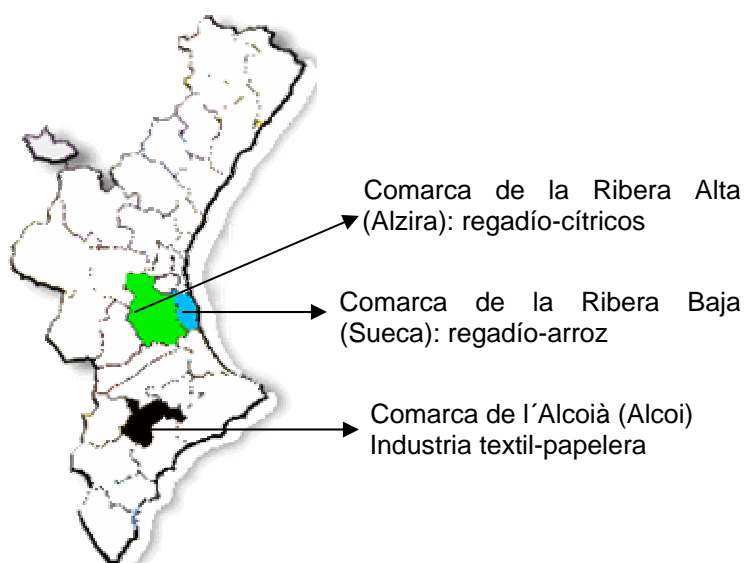 Comarca de la Ribera Alta
(Alzira): regadío-cítricos
Comarca de la Ribera Baja
(Sueca): regadío-arroz
Comarca de l´Alcoià (Alcoi)
Industria textil-papelera